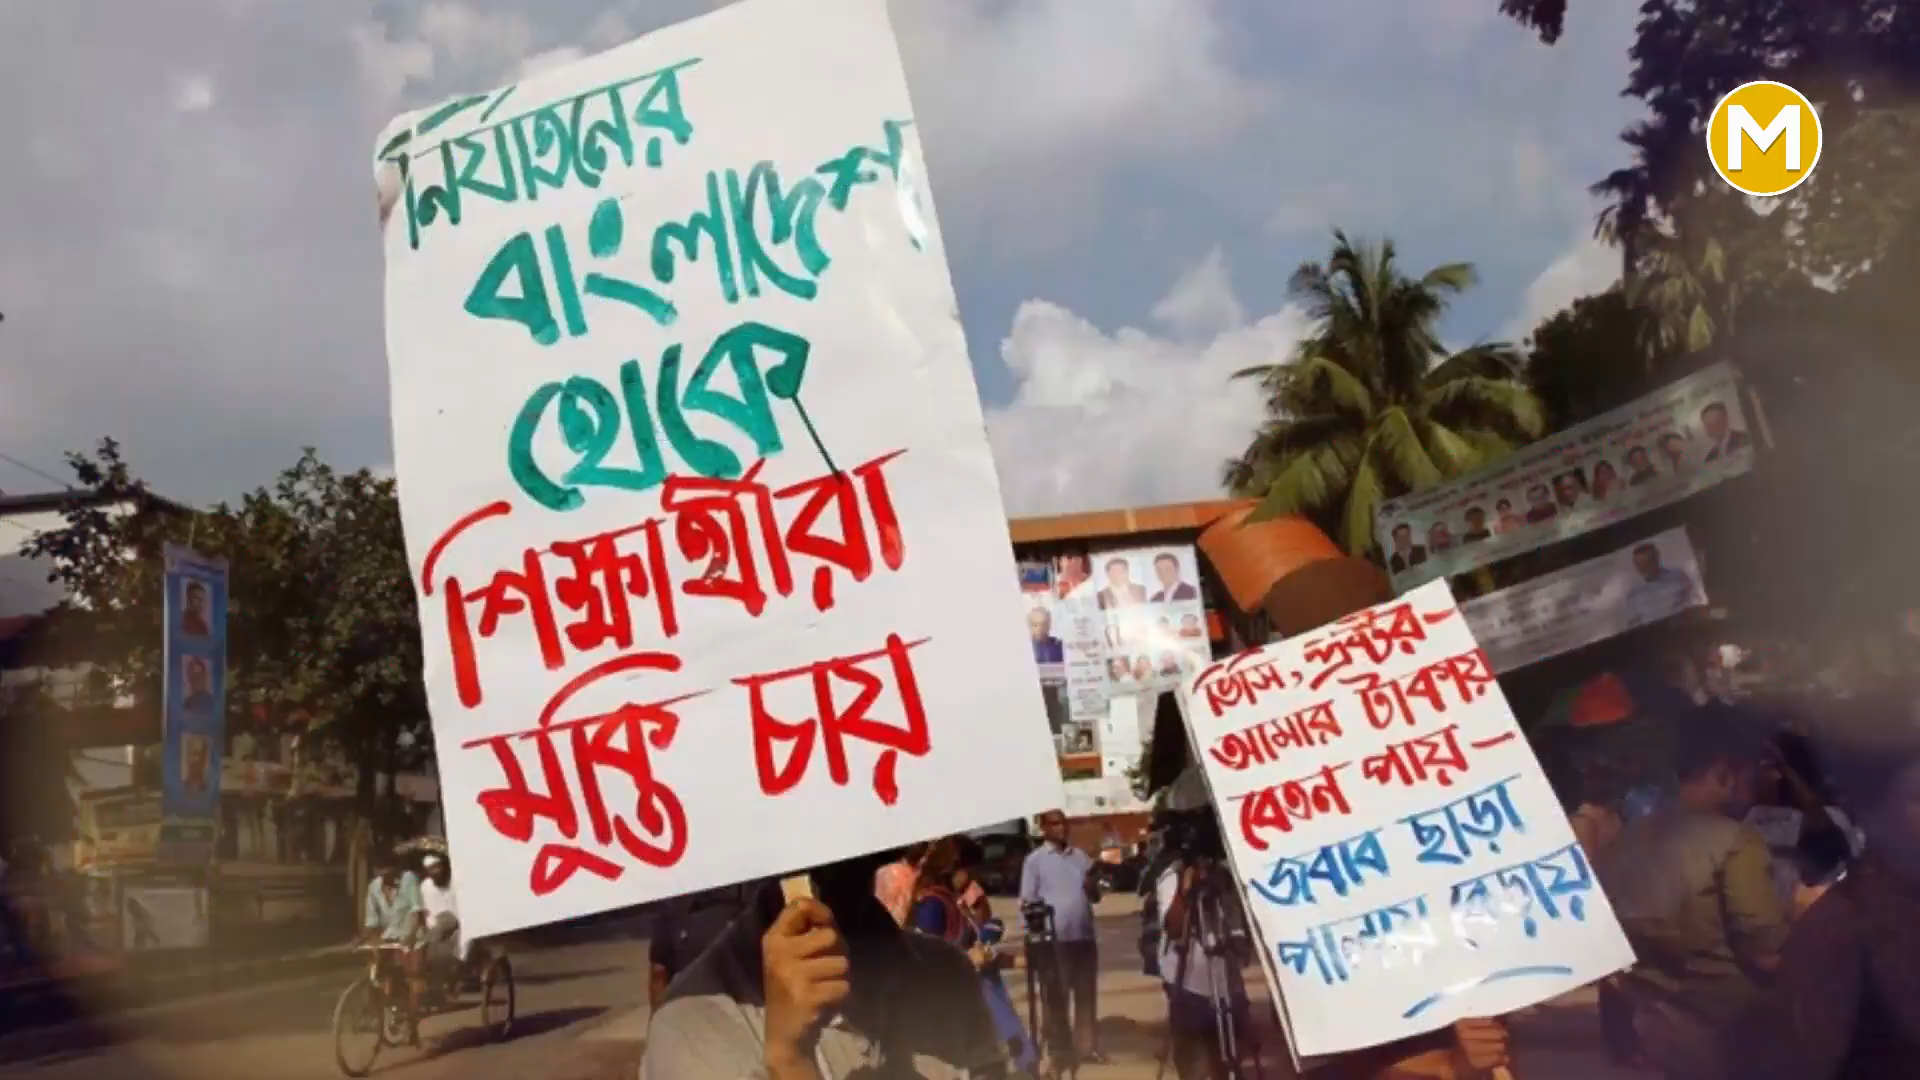 নির্যাতনের
বাংলাদেশ
থেকে
শিক্ষার্থীরা
মুক্তি চায়
ভিসি, প্রক্টর-
আমার টাকায়
বেতন পায়-
জবাব ছাড়া
পালায় বেড়ায়
M